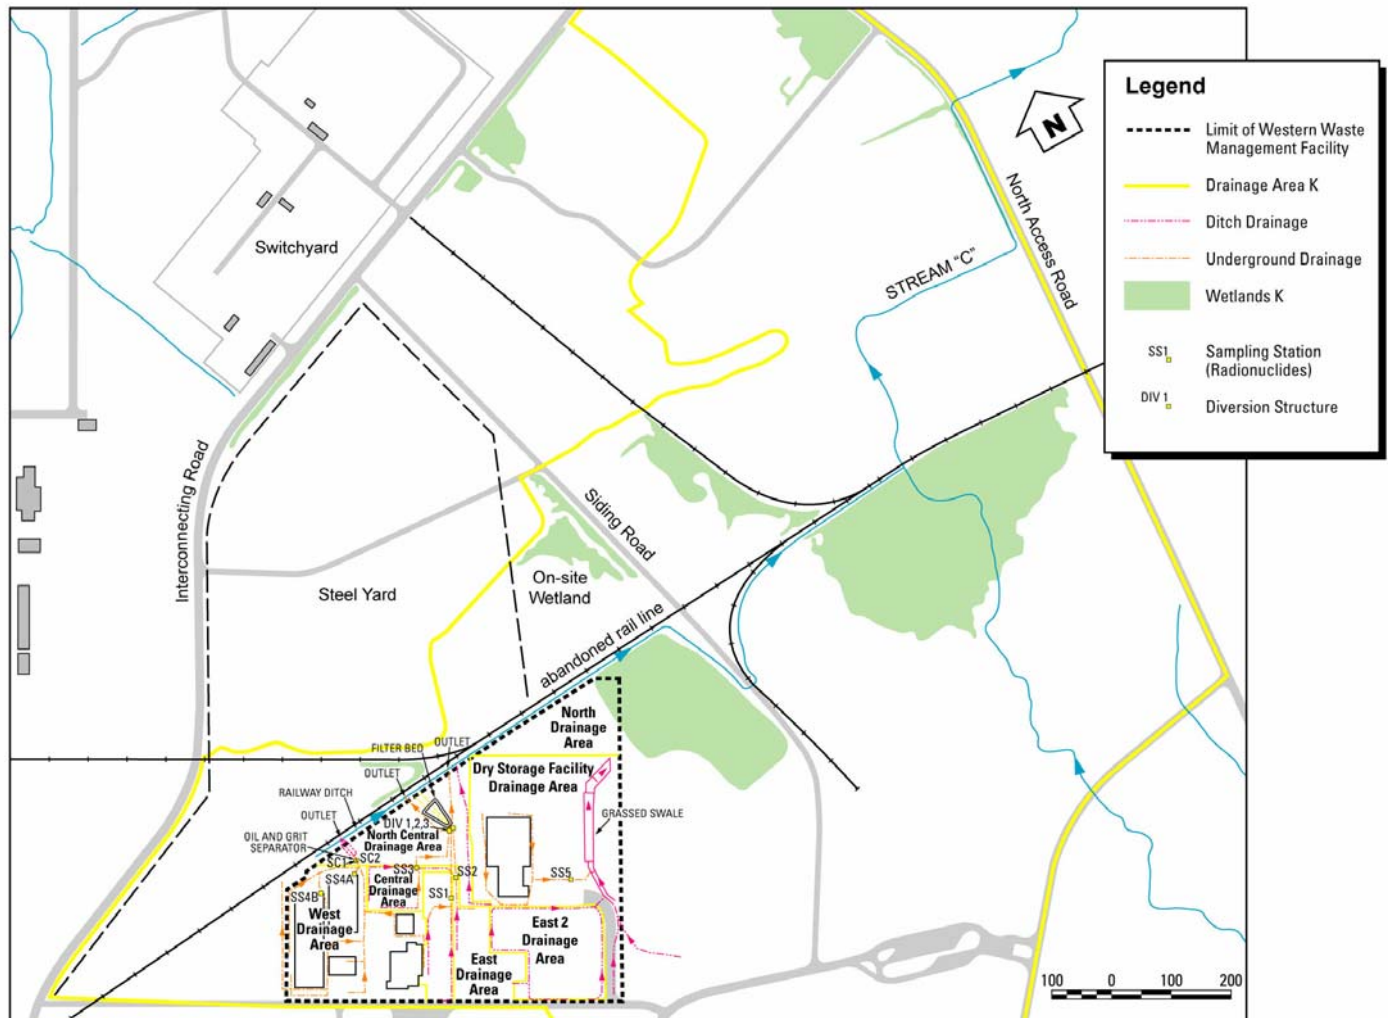 Legend
Limit of Western Waste
Management Facility
Drainage Area K
Ditch Drainage
Underground Drainage
Wetlands K
SS1
Sampling Station
(Radionuclides)
DIV 1
Diversion Structure
N
North Access Road
STREAM "C"
Switchyard
Interconnecting Road
Siding Road
Steel Yard
On-site
Wetland
abandoned rail line
North
Drainage
Area
OUTLET
FILTER BED
OUTLET
Dry Storage Facility
Drainage Area
RAILWAY DITCH
GRASSED SWALE
OUTLET
DIV 1,2,3
North Central
Drainage Area
OIL AND GRIT
SEPARATOR
SC1
SC2
SS3
SS2
SS5
SS4A
Central
Drainage
Area
SS4B
SS1
West
Drainage
Area
East 2
Drainage
Area
East
Drainage
Area
100 0 100 200